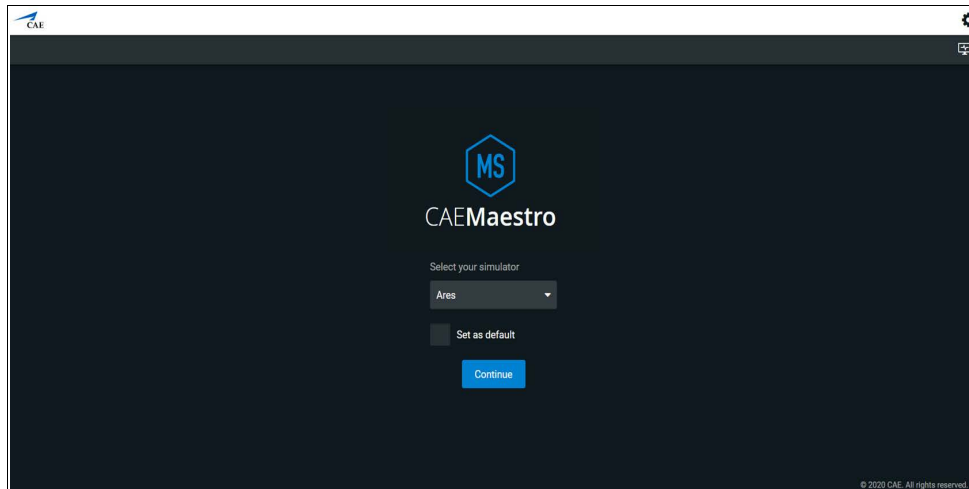 CAE
MS
CAEMaestro
Select your simulator
Ares
Set as default
Continue
© 2020 CAE. All rights reserved.